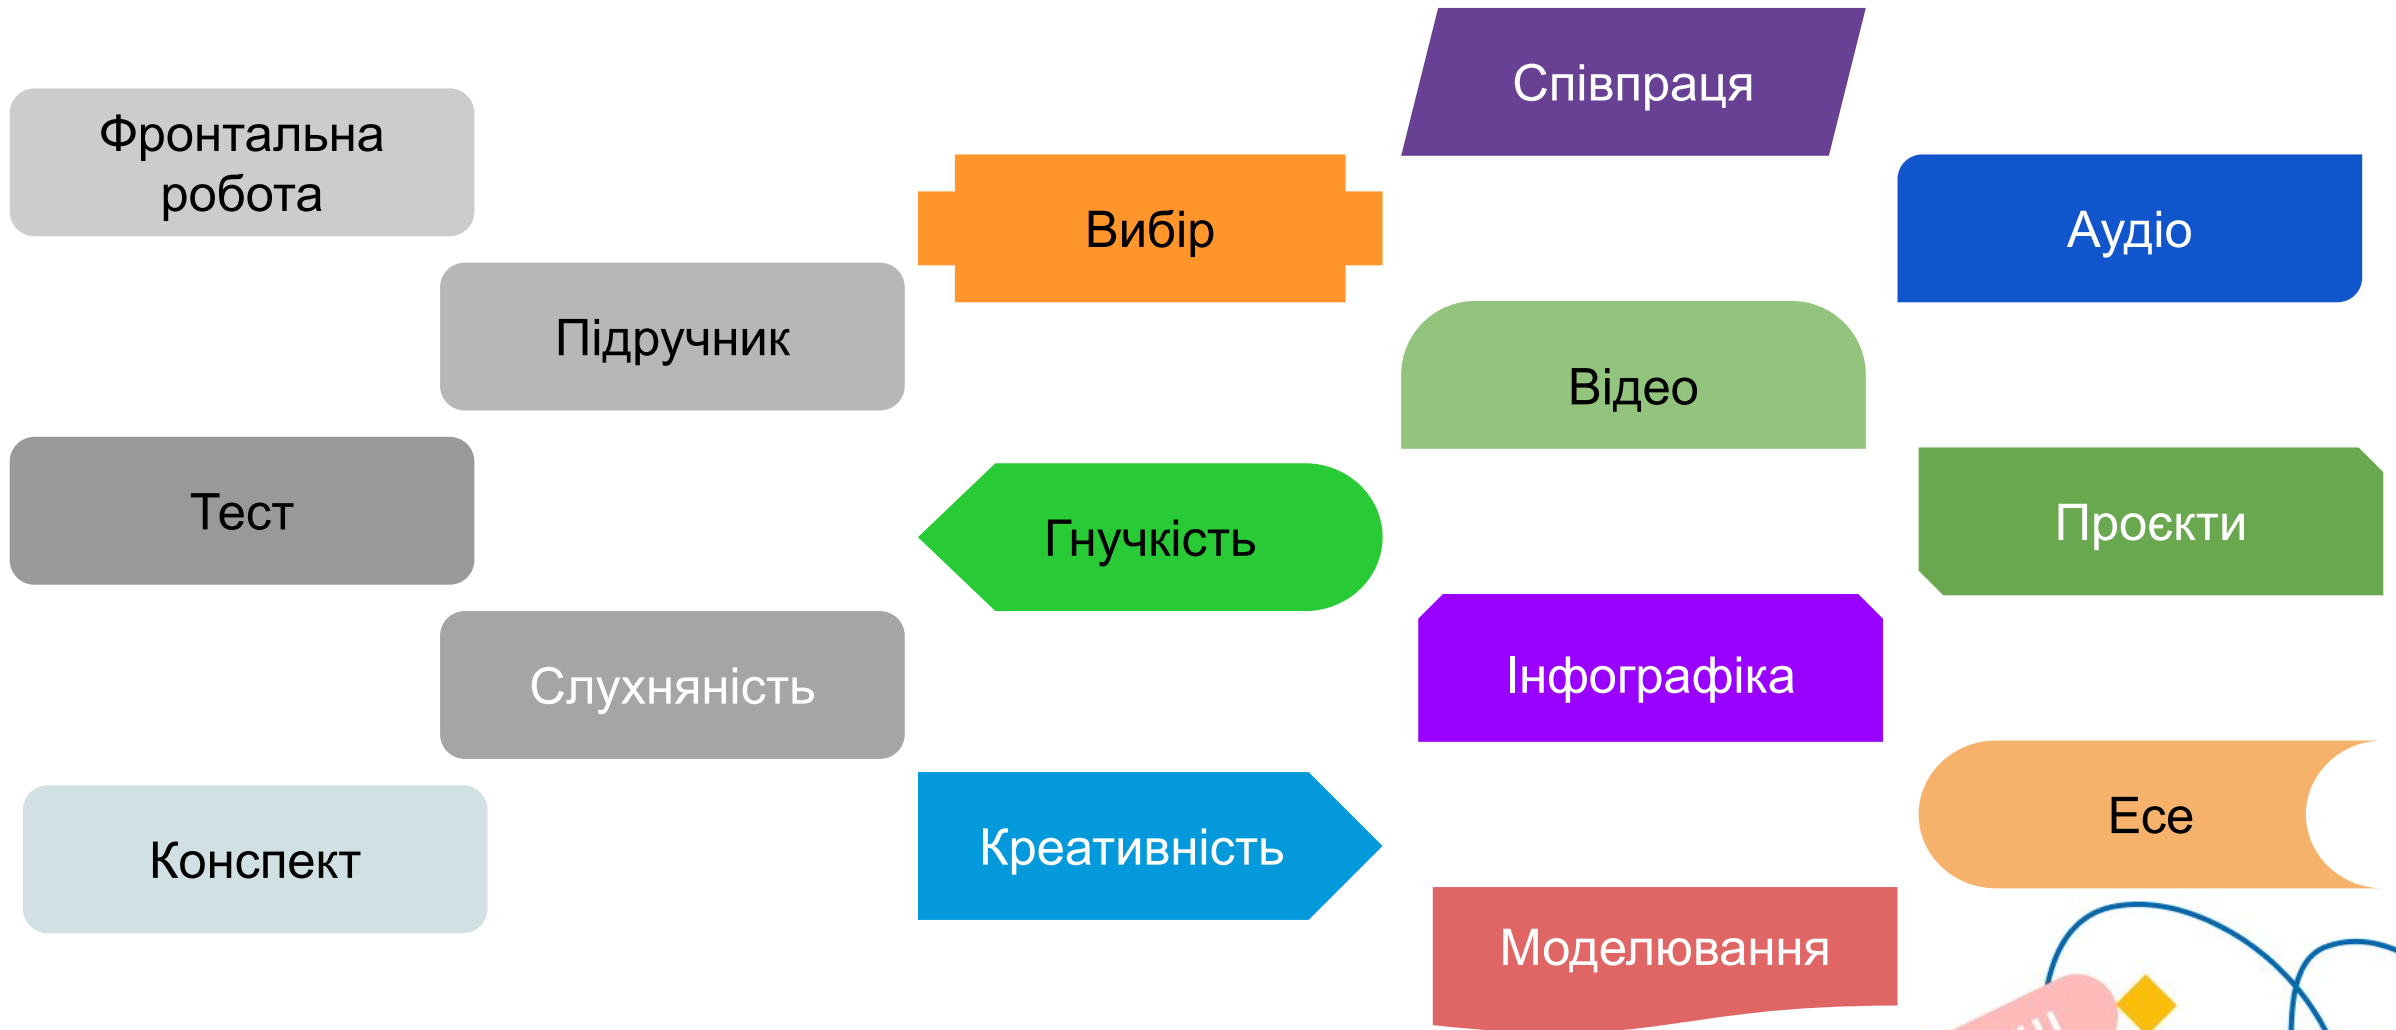 Фронтальна
робота
Підручник
Тест
Слухняність
Конспект
Вибір
Гнучкість
Креативність
Співпраця
Відео
Інфографіка
Моделювання
Аудіо
Проєкти
Есе